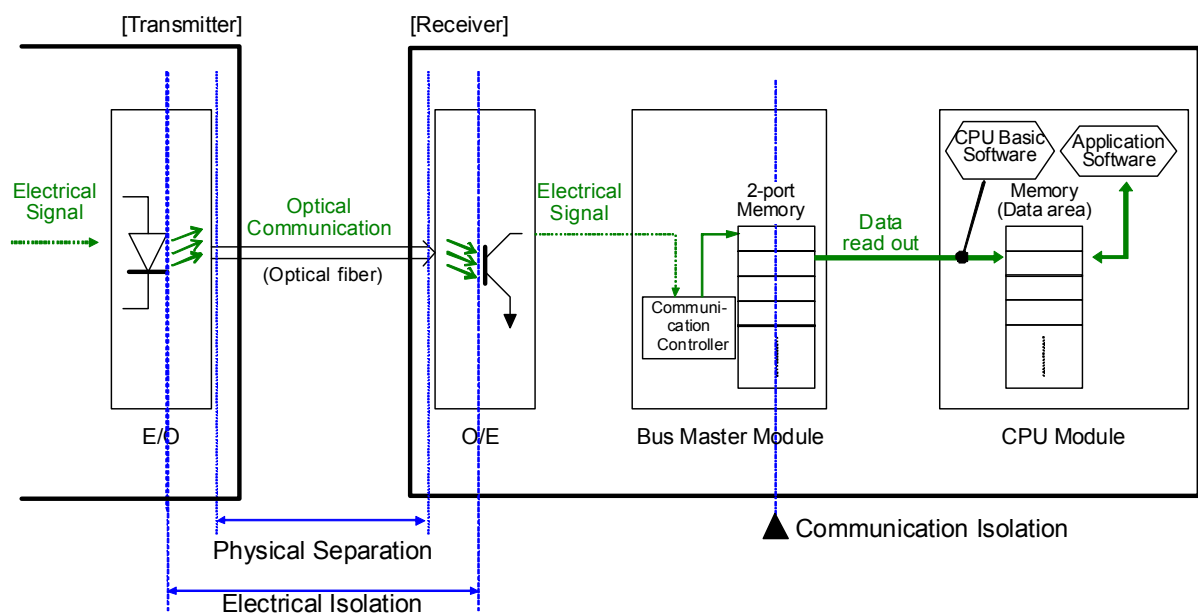 [Transmitter]
[Receiver]
Electrical
Signal
Optical
Communication
(Optical fiber)
Electrical
Signal
2-port
Memory
Communi-
cation
Controller
Data
read out
CPU Basic
Software
Application
Software
Memory
(Data area)
E/O
O/E
Bus Master Module
CPU Module
Physical Separation
Communication Isolation
Electrical Isolation